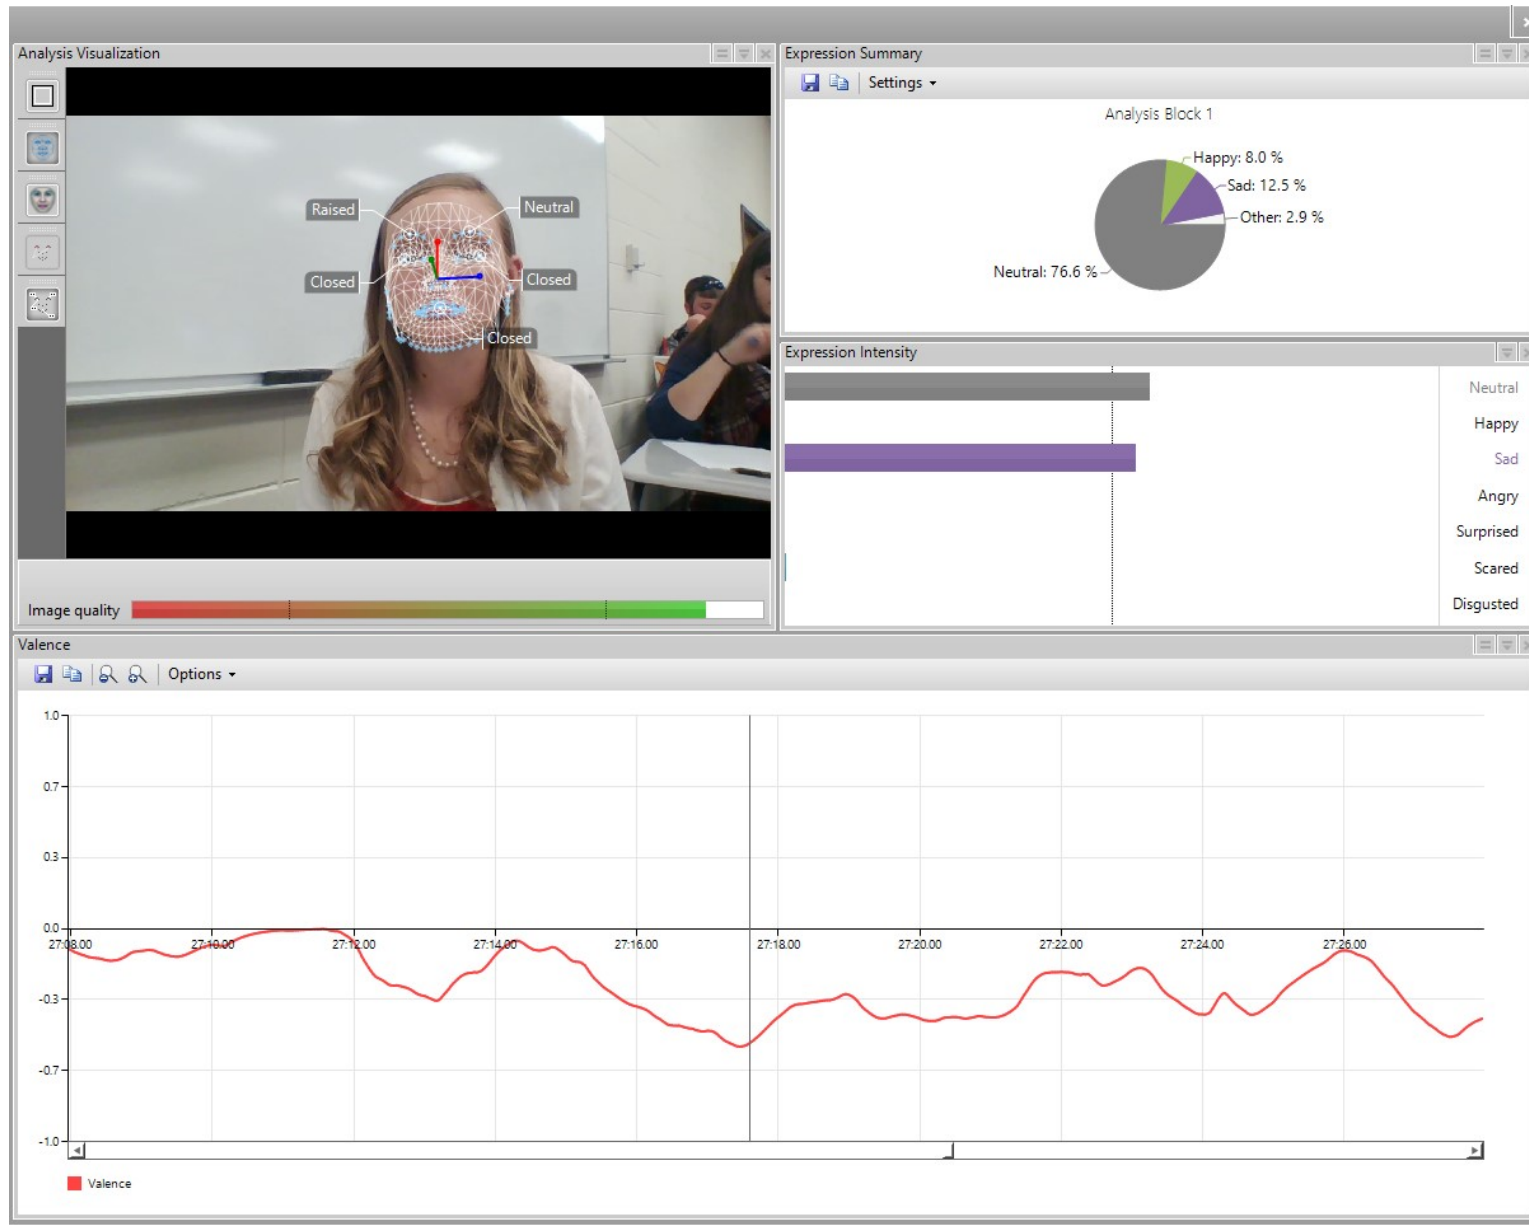 Analysis Visualization
Raised
Neutral
Closed
Closed
Closed
Image quality
Expression Summary
Settings
Analysis Block 1
Happy: 8.0 %
Sad: 12.5 %
Other: 2.9 %
Neutral: 76.6 %
Expression Intensity
Neutral
Happy
Sad
Angry
Surprised
Scared
Disgusted
Valence
Options
1.0
0.7
0.3
0.0
27:08.00 27:10.00 27:12.00 27:14.00 27:16.00 27:18.00 27:20.00 27:22.00 27:24.00 27:26.00
-0.3
-0.7
-1.0
Valence